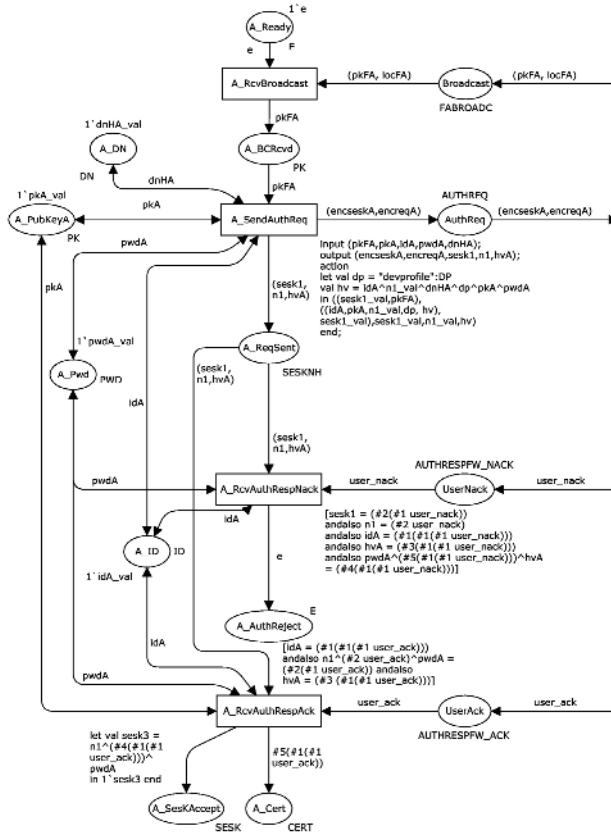 1`e
A_Ready
e
F
A_RcvBroadcast
(pkFA, locFA)
Broadcast
(pkFA, locFA)
FABROADC
pkFA
1`dnHA_val
A_DN
DN
dnHA
A_BCRcvd
PK
pkFA
1`pkA_val
A_PubKeyA
PK
pkA
A_SendAuthReq
(encseskA,encreqA)
AUTHREQ
AuthReq
(encseskA,encreqA)
pwdA
pkA
input (pkFA,pkA,idA,pwdA,dnHA);
output (encseskA,encreqA,sesk1,n1,hvA);
action
let val dp = "devprofile":DP
val hv = idA^n1_val^dnHA^dp^pkA^pwdA
in ((sesk1_val,pkFA),
((idA,pkA,n1_val,dp, hv),
sesk1_val),sesk1_val,n1_val,hv)
end;
(sesk1,
n1,hvA)
1`pwdA_val
A_Pwd
PWD
idA
(sesk1,
n1,hvA)
A_ReqSent
SESKNH
(sesk1,
n1,hvA)
pwdA
A_RcvAuthRespNack
user_nack
AUTHRESPFW_NACK
UserNack
user_nack
[sesk1 = (#2(#1 user_nack))
andalso n1 = (#2 user_nack)
andalso idA = (#1(#1(#1 user_nack)))
andalso hvA = (#3(#1(#1 user_nack)))
andalso pwdA^(#5(#1(#1 user_nack)))^hvA
= (#4(#1(#1 user_nack)))]
idA
A_ID
ID
1`idA_val
e
E
A_AuthReject
[idA = (#1(#1(#1 user_ack)))
andalso n1^(#2 user_ack)^pwdA =
(#2(#1 user_ack)) andalso
hvA = (#3 (#1(#1 user_ack)))]
idA
pwdA
A_RcvAuthRespAck
user_ack
UserAck
user_ack
AUTHRESPFW_ACK
let val sesk3 =
n1^(#4(#1(#1
user_ack)))^
pwdA
in 1`sesk3 end
#5(#1(#1
user_ack))
A_SesKAccept
SESK
A_Cert
CERT